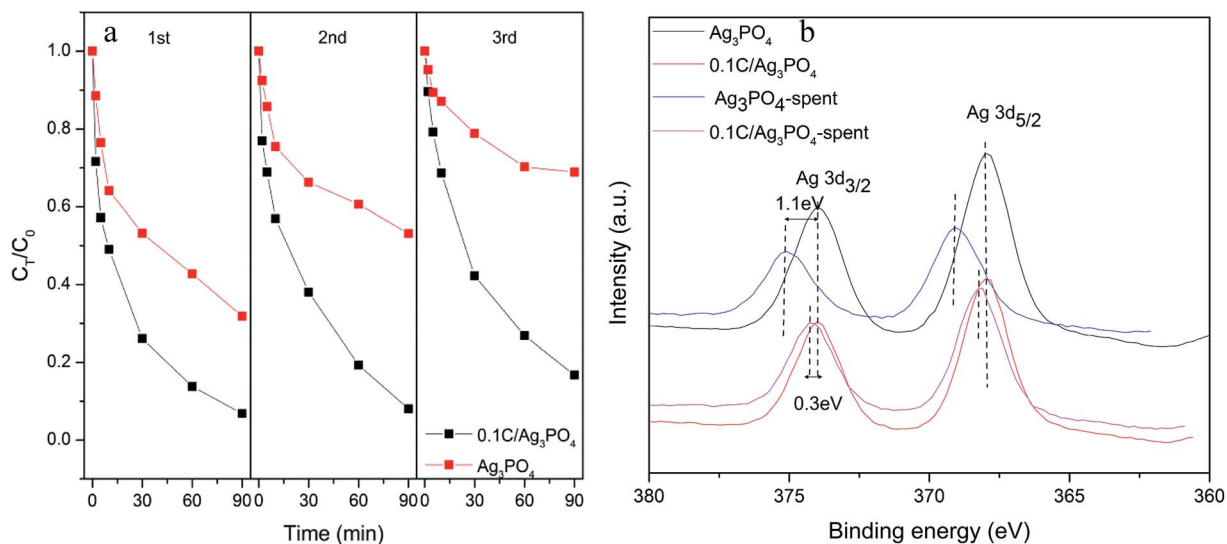 a
1st
2nd
3rd
1.0
0.8
0.6
0.4
0.2
0.0
C_T/C_0
0.1C/Ag₃PO₄
Ag₃PO₄
0 30 60 90 0 30 60 90 0 30 60 90
Time (min)
b
Ag₃PO₄
0.1C/Ag₃PO₄
Ag₃PO₄-spent
0.1C/Ag₃PO₄-spent
Ag 3d₅/₂
Ag 3d₃/₂
1.1eV
0.3eV
Intensity (a.u.)
380 375 370 365 360
Binding energy (eV)